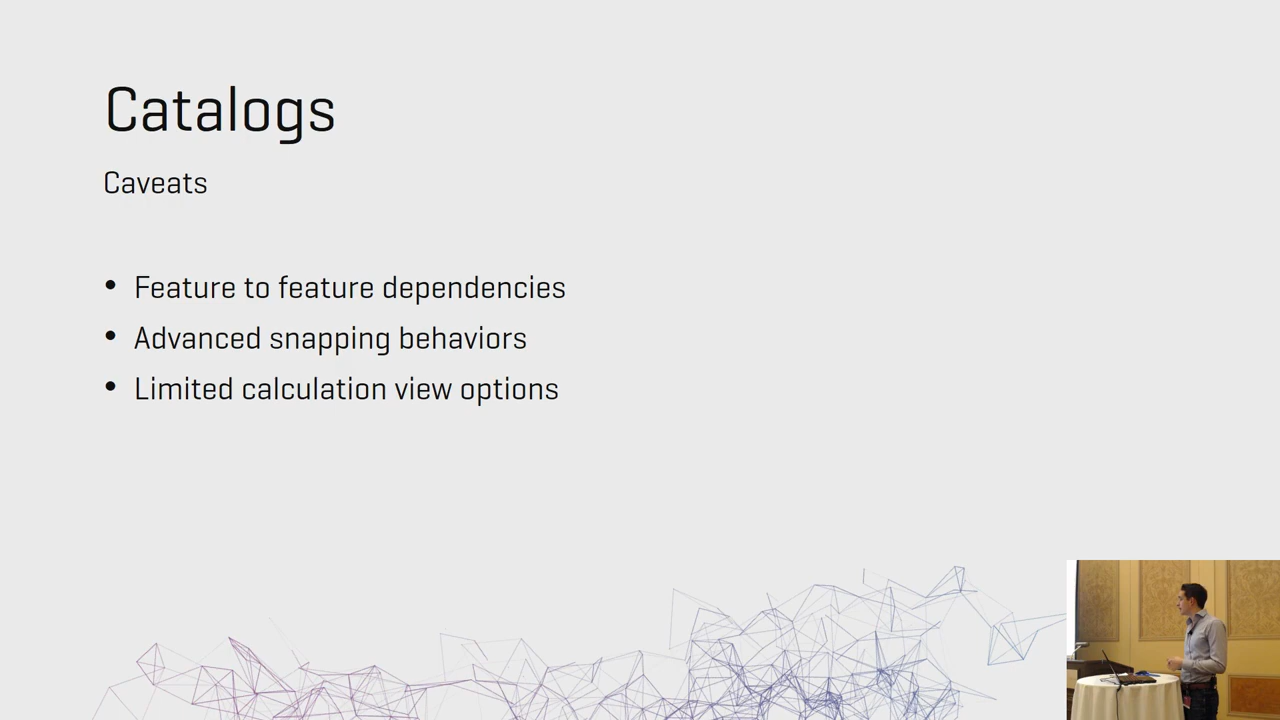 Catalogs
Caveats
• Feature to feature dependencies
• Advanced snapping behaviors
• Limited calculation view options